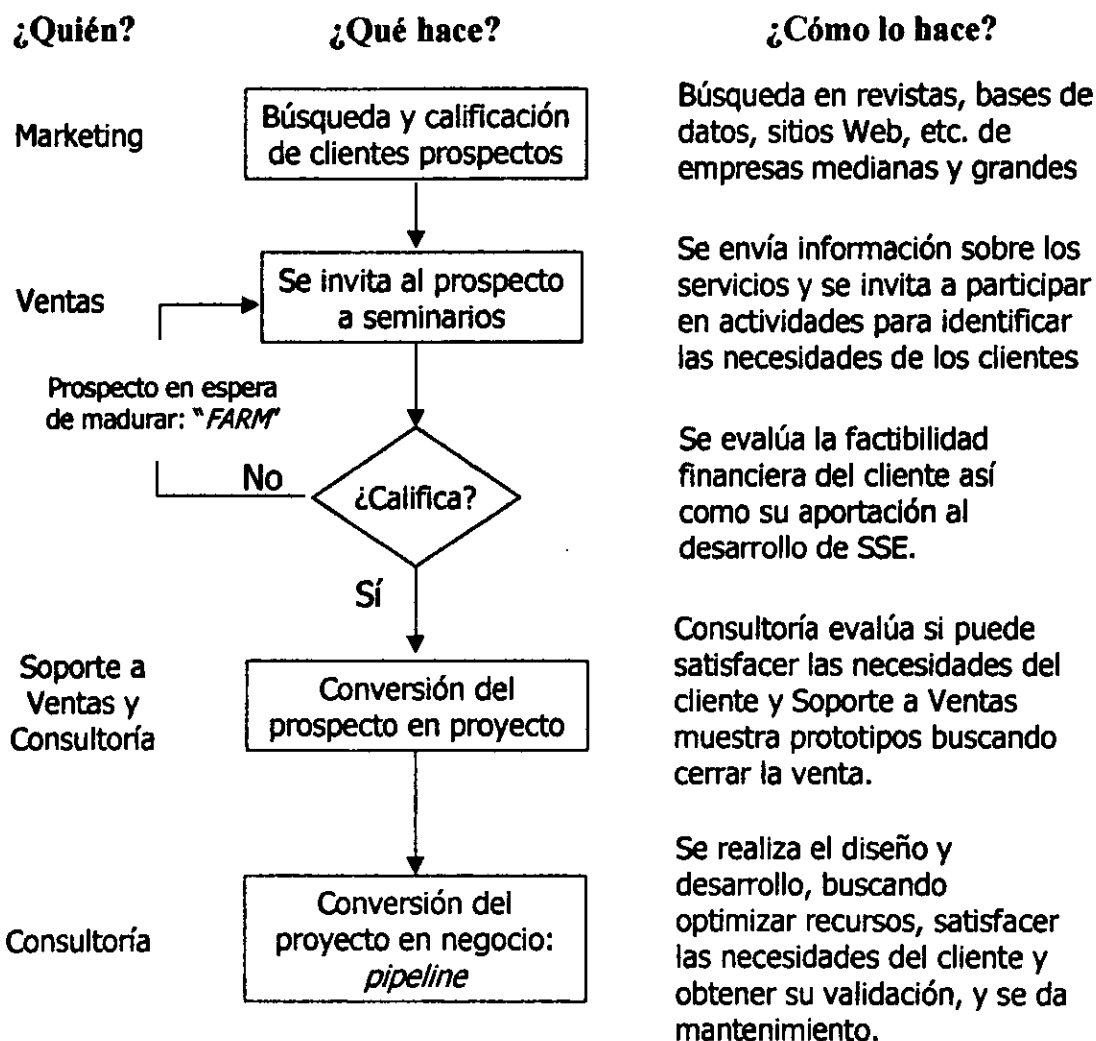 ¿Quién?
¿Qué hace?
¿Cómo lo hace?
Marketing
Búsqueda y calificación
de clientes prospectos
Búsqueda en revistas, bases de
datos, sitios Web, etc. de
empresas medianas y grandes
Ventas
Se invita al prospecto
a seminarios
Se envía información sobre los
servicios y se invita a participar
en actividades para identificar
las necesidades de los clientes
Prospecto en espera
de madurar: "FARM"
No
¿Califica?
Sí
Se evalúa la factibilidad
financiera del cliente así
como su aportación al
desarrollo de SSE.
Soporte a
Ventas y
Consultoría
Conversión del
prospecto en proyecto
Consultoría evalúa si puede
satisfacer las necesidades del
cliente y Soporte a Ventas
muestra prototipos buscando
cerrar la venta.
Consultoría
Conversión del
proyecto en negocio:
pipeline
Se realiza el diseño y
desarrollo, buscando
optimizar recursos, satisfacer
las necesidades del cliente y
obtener su validación, y se da
mantenimiento.